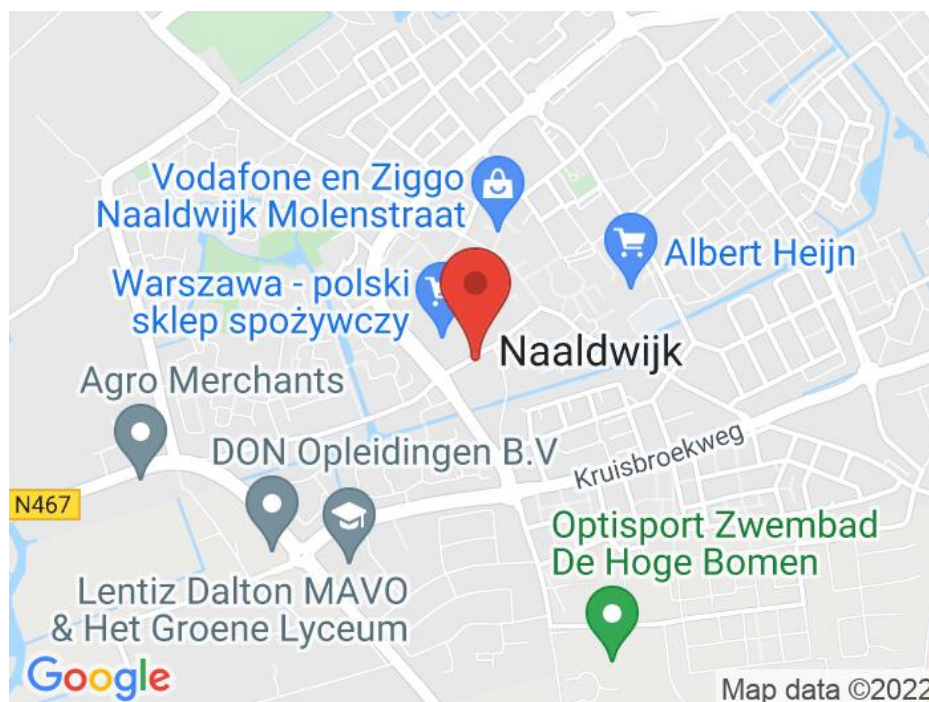 Vodafone en Ziggo
Naaldwijk Molenstraat
Albert Heijn
Warszawa - polski
sklep spożywczy
Naaldwijk
Agro Merchants
DON Opleidingen B.V
Kruisbroekweg
N467
Optisport Zwembad
De Hoge Bomen
Lentiz Dalton MAVO
& Het Groene Lyceum
Google
Map data ©2022